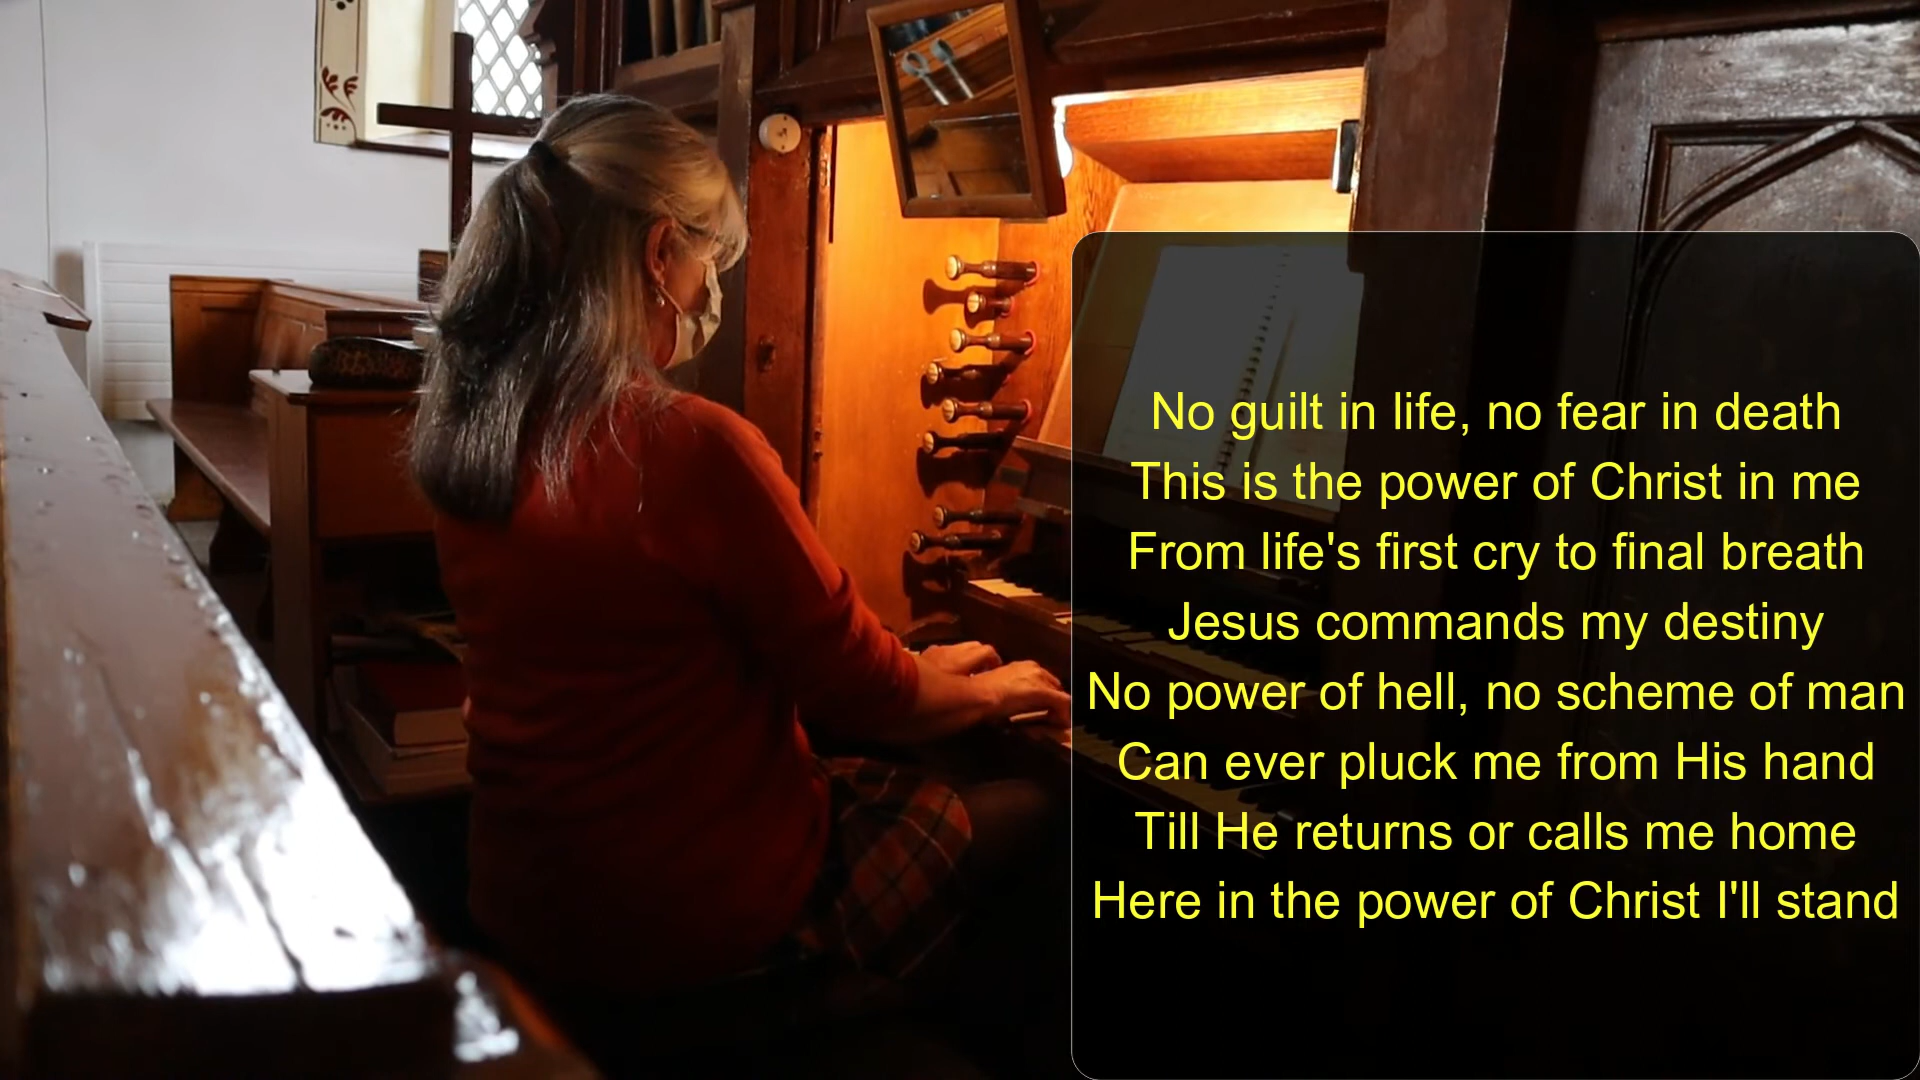 No guilt in life, no fear in death
This is the power of Christ in me
From life's first cry to final breath
Jesus commands my destiny
No power of hell, no scheme of man
Can ever pluck me from His hand
Till He returns or calls me home
Here in the power of Christ I'll stand